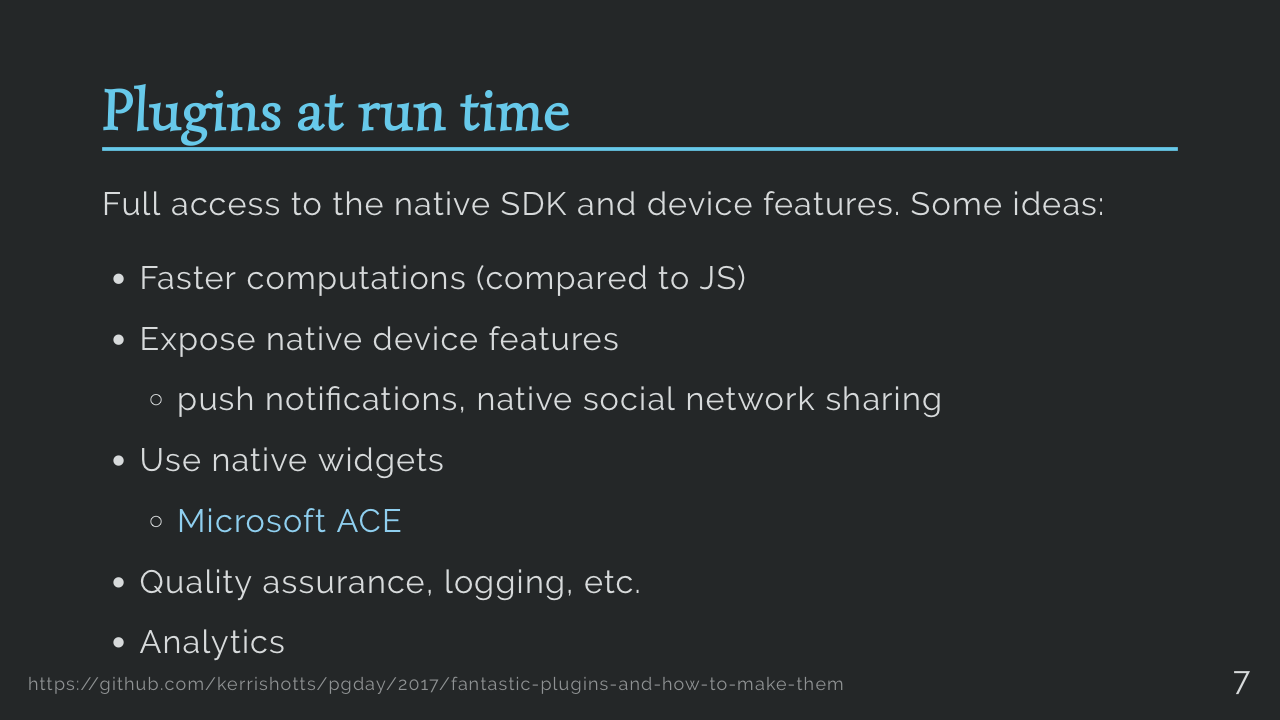 Plugins at run time
Full access to the native SDK and device features. Some ideas:
• Faster computations (compared to JS)
• Expose native device features
◦ push notifications, native social network sharing
• Use native widgets
◦ Microsoft ACE
• Quality assurance, logging, etc.
• Analytics
https://github.com/kerrishotts/pgday/2017/fantastic-plugins-and-how-to-make-them
7